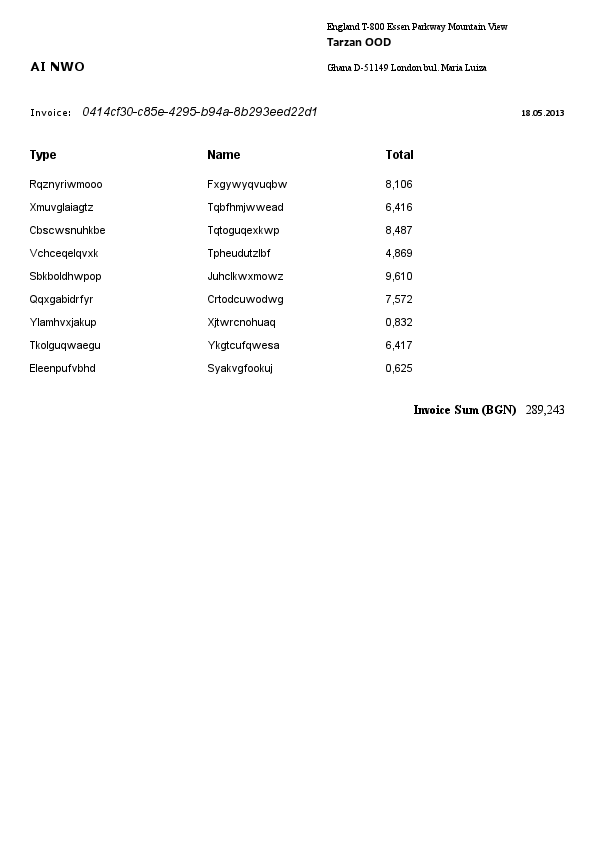 England T-800 Essen Parkway Mountain View
Tarzan OOD
AI NWO
Ghana D-51149 London bul. Maria Luiza
Invoice: 0414cf30-c85e-4295-b94a-8b293eed22d1 18.05.2013
Type Name Total
Rqznyriwmooo Fxgywyqvuqbw 8,106
Xmuvglaiagtz Tqbfhmjwwead 6,416
Cbscwsnuhkbe Tqtoguqexkwp 8,487
Vchceqelqvxk Tpheudutzlbf 4,869
Sbkboldhwpop Juhclkwxmowz 9,610
Qqxgabidrfyr Crtodcuwodwg 7,572
Ylamhvxjakup Xjtwrcnohuaq 0,832
Tkolguqwaegu Ykgtcufqwesa 6,417
Eleenpufvbhd Syakvgfookuj 0,625
Invoice Sum (BGN) 289,243